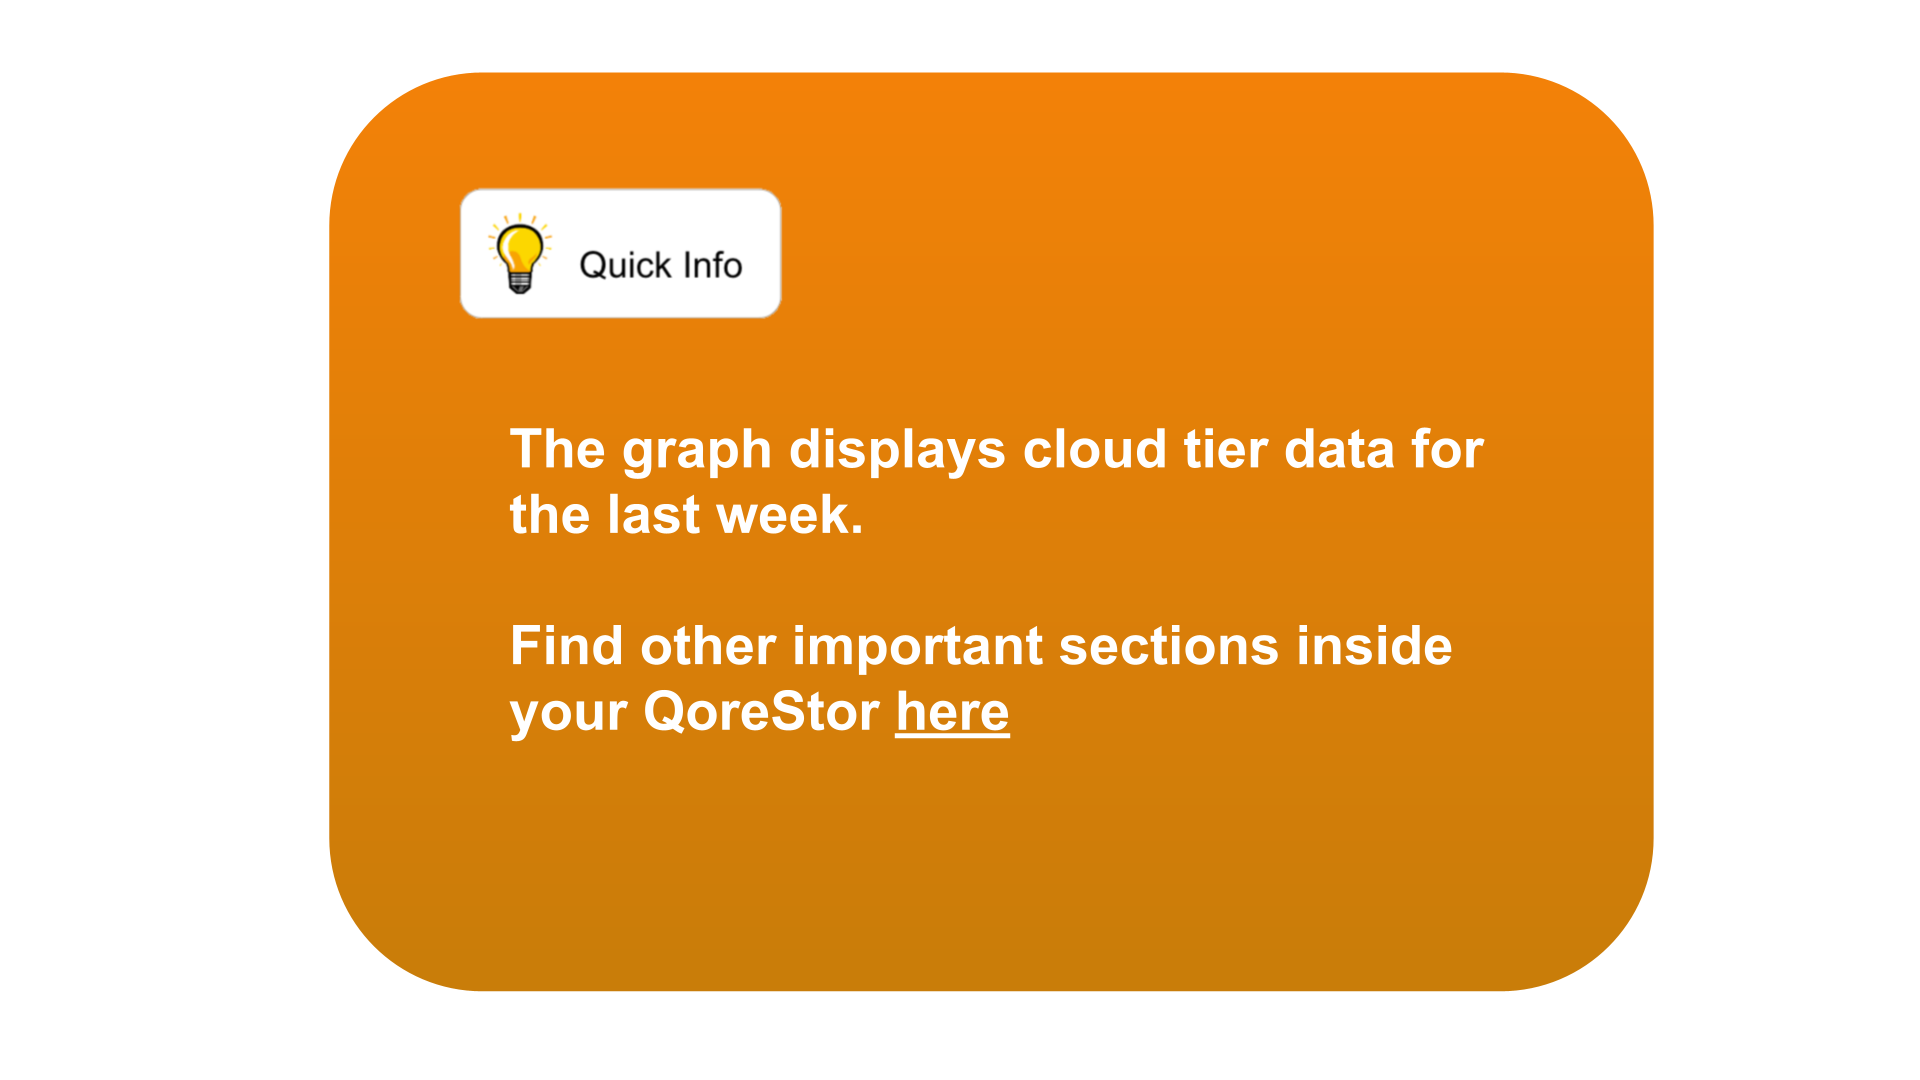 Quick Info
The graph displays cloud tier data for
the last week.
Find other important sections inside
your QoreStor here